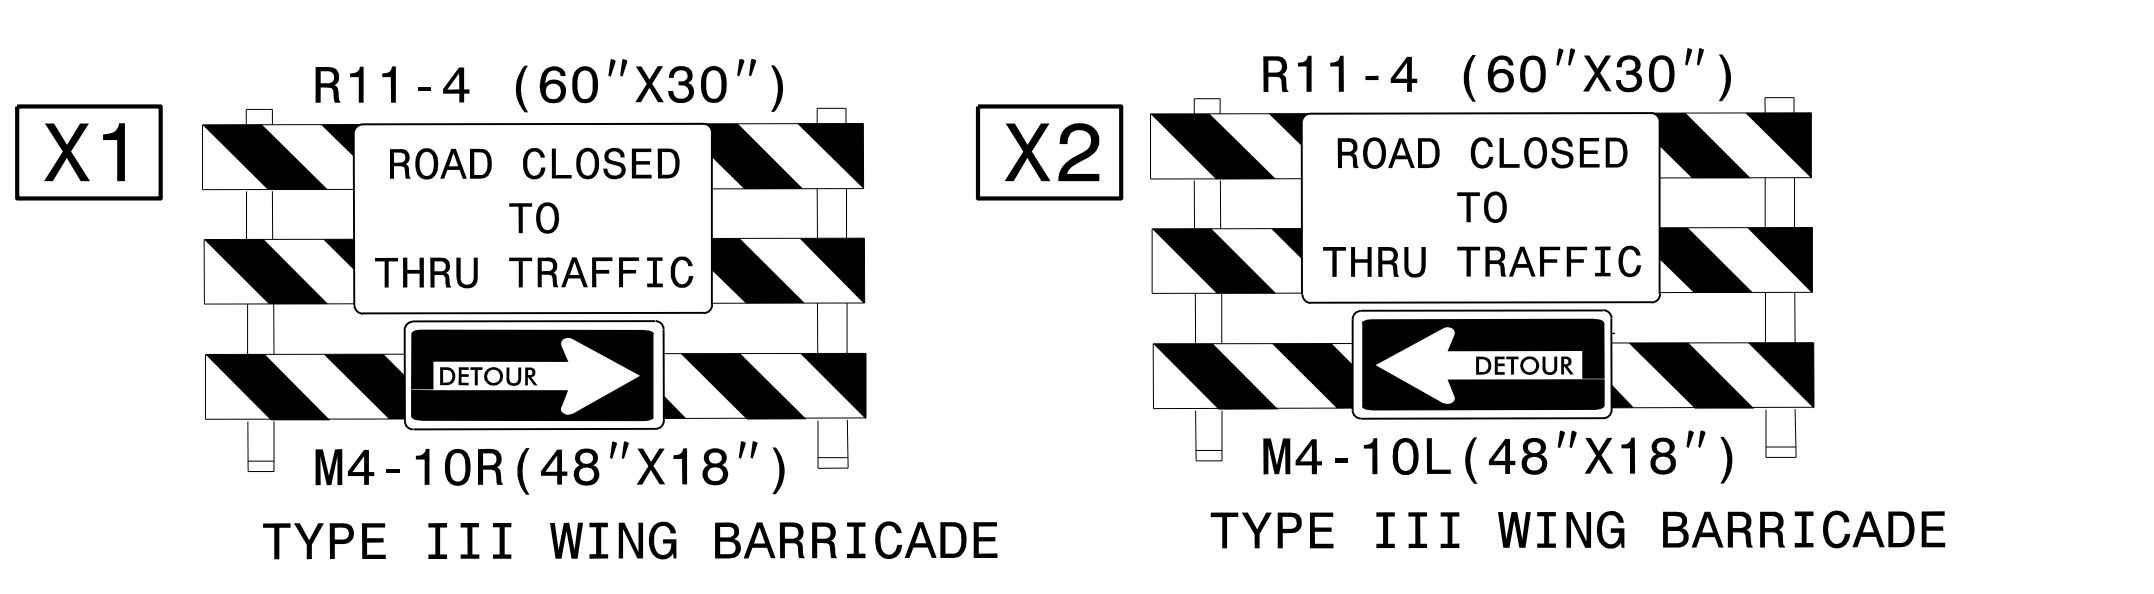 X1
R11-4 (60"X30")
ROAD CLOSED
TO
THRU TRAFFIC
DETOUR
M4-10R(48"X18")
TYPE III WING BARRICADE
X2
R11-4 (60"X30")
ROAD CLOSED
TO
THRU TRAFFIC
DETOUR
M4-10L(48"X18")
TYPE III WING BARRICADE